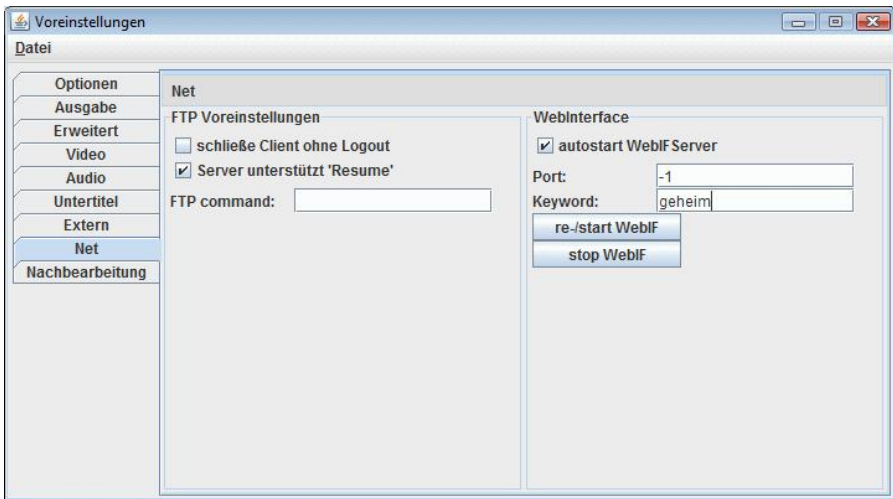 Voreinstellungen
Datei
Optionen
Ausgabe
Erweitert
Video
Audio
Untertitel
Extern
Net
Nachbearbeitung
Net
FTP Voreinstellungen
schließe Client ohne Logout
Server unterstützt 'Resume'
FTP command:
WebInterface
autostart WebIF Server
Port: -1
Keyword: geheim
re-/start WebIF
stop WebIF